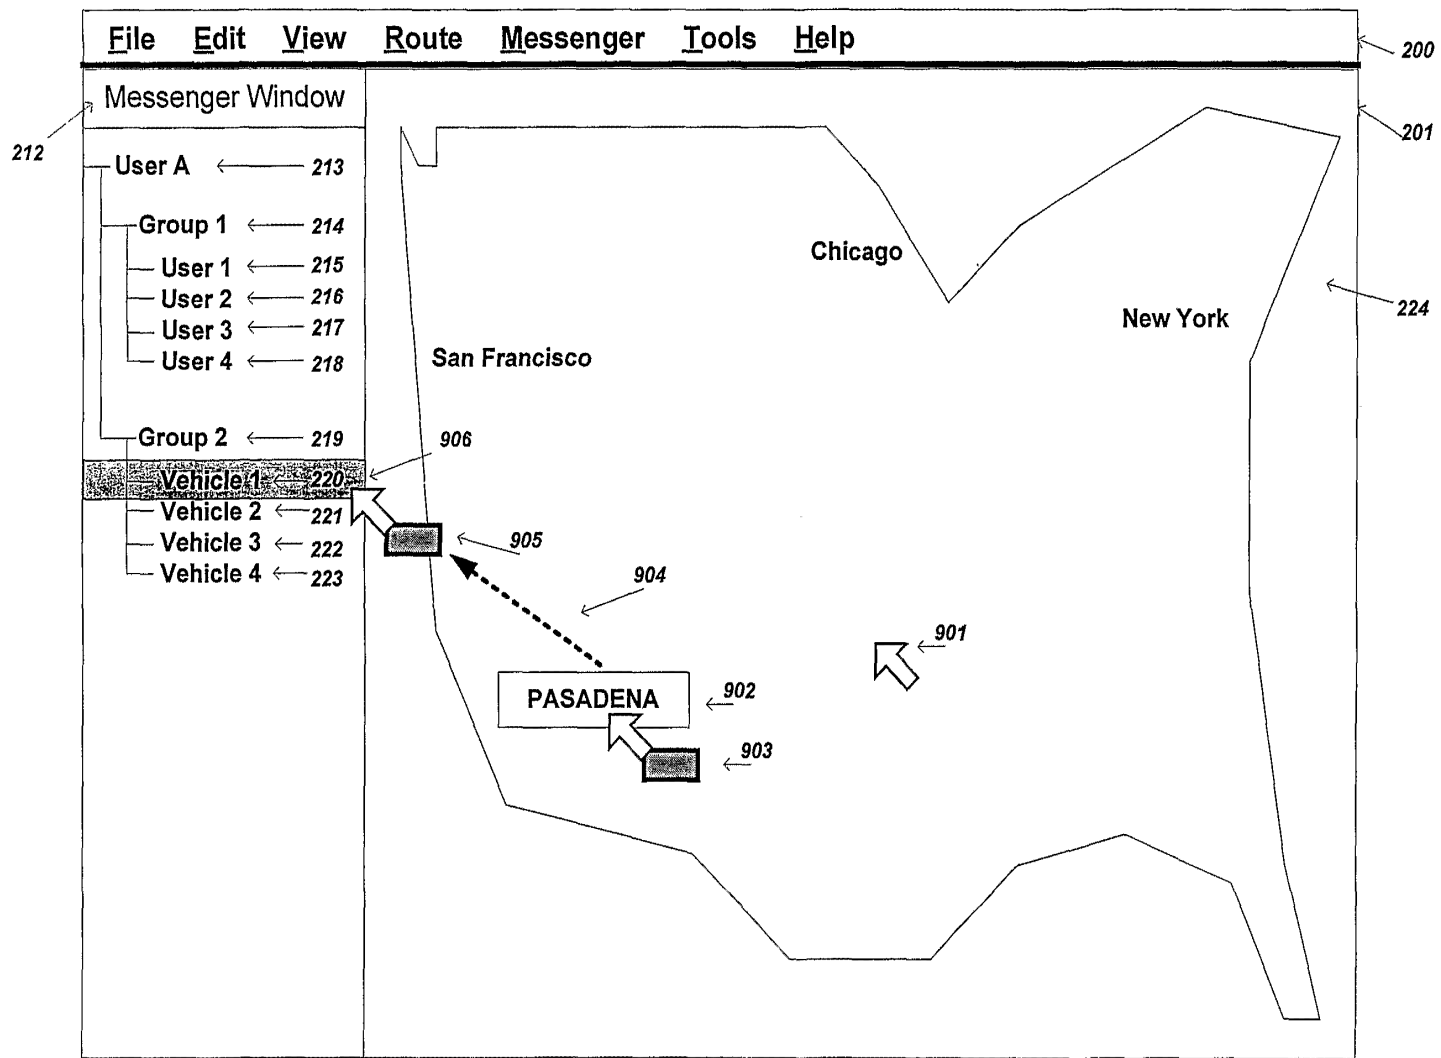 File Edit View Route Messenger Tools Help
200
Messenger Window
201
212
User A 213
Group 1 214
User 1 215
User 2 216
User 3 217
User 4 218
Chicago
New York
224
San Francisco
Group 2 219
906
Vehicle 1 220
Vehicle 2 221
Vehicle 3 222
Vehicle 4 223
905
904
901
PASADENA
902
903